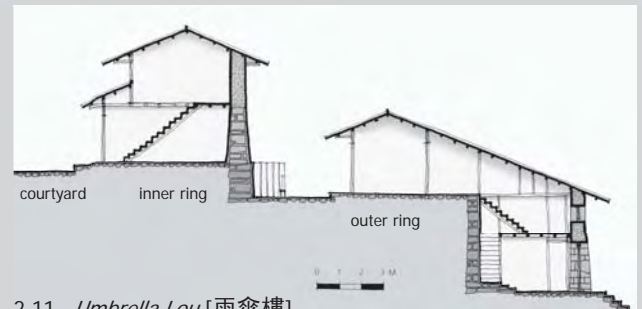 courtyard
inner ring
outer ring
0 1 2 3 M
2.11 Umbrella Lou [雨傘樓]